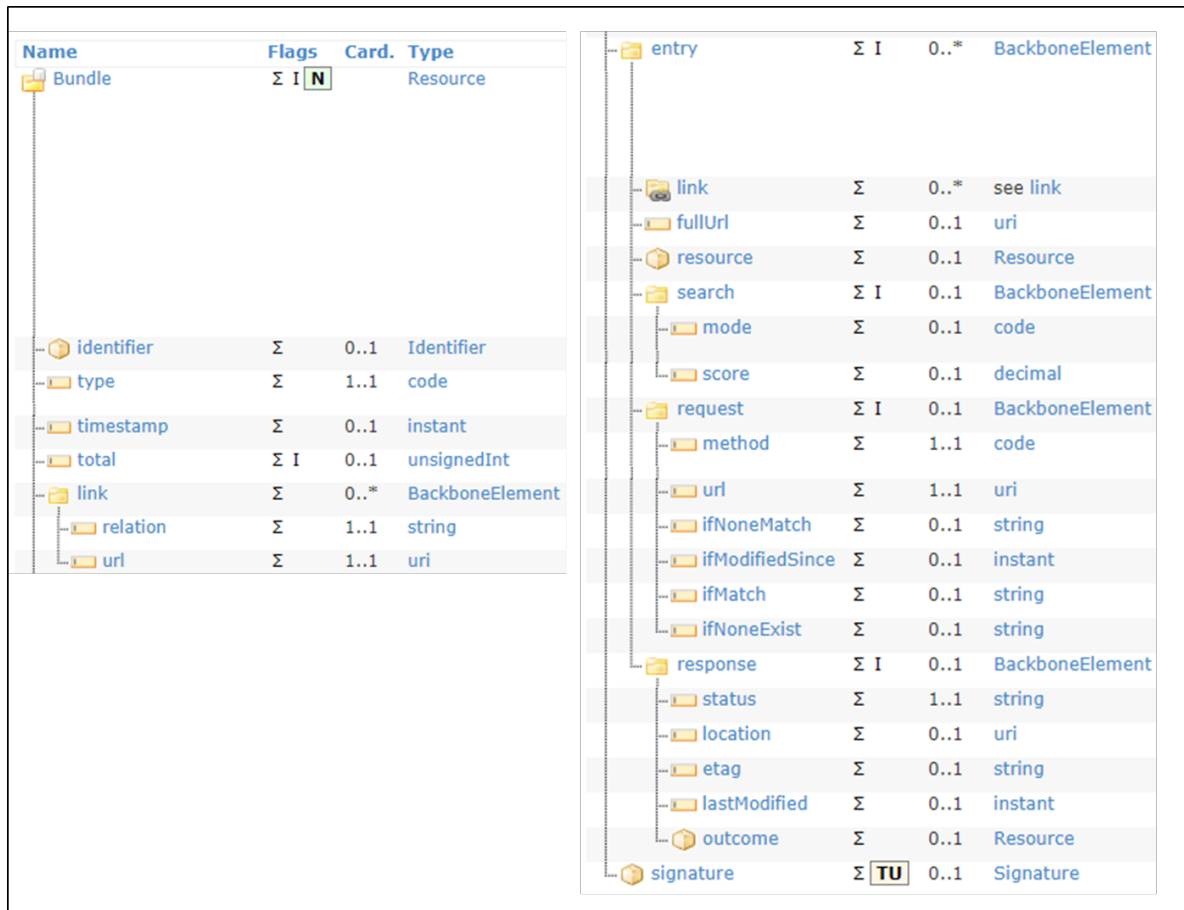 Name Flags Card. Type
Bundle Σ I N Resource
identifier Σ 0..1 Identifier
type Σ 1..1 code
timestamp Σ 0..1 instant
total Σ I 0..1 unsignedInt
link Σ 0..* BackboneElement
relation Σ 1..1 string
url Σ 1..1 uri
entry Σ I 0..* BackboneElement
link Σ 0..* see link
fullUrl Σ 0..1 uri
resource Σ 0..1 Resource
search Σ I 0..1 BackboneElement
mode Σ 0..1 code
score Σ 0..1 decimal
request Σ I 0..1 BackboneElement
method Σ 1..1 code
url Σ 1..1 uri
ifNoneMatch Σ 0..1 string
ifModifiedSince Σ 0..1 instant
ifMatch Σ 0..1 string
ifNoneExist Σ 0..1 string
response Σ I 0..1 BackboneElement
status Σ 1..1 string
location Σ 0..1 uri
etag Σ 0..1 string
lastModified Σ 0..1 instant
outcome Σ 0..1 Resource
signature Σ TU 0..1 Signature